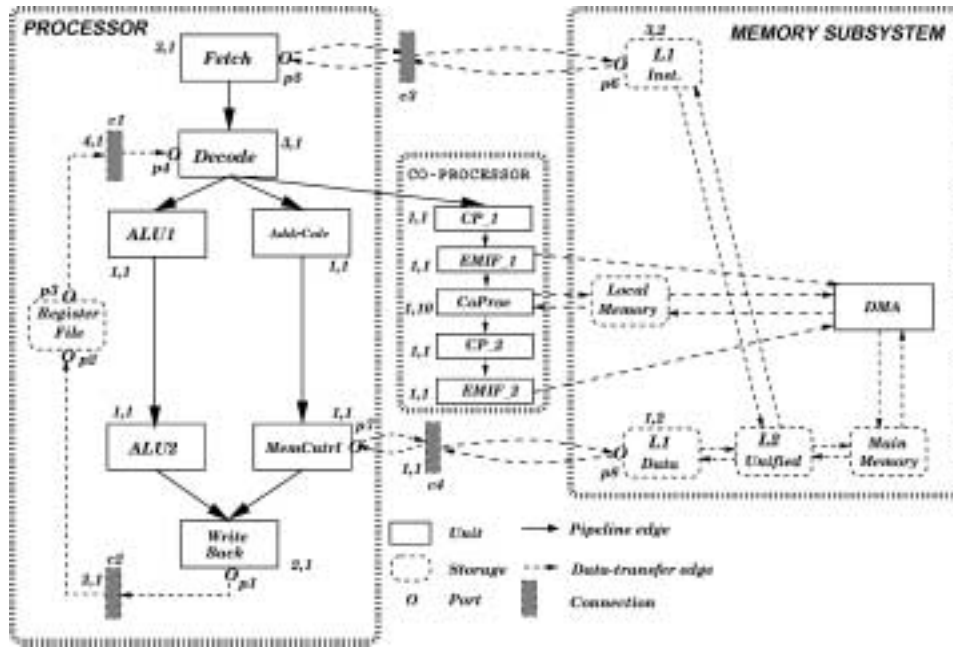 PROCESSOR
MEMORY SUBSYSTEM
3,1
Fetch
p5
c3
3,2
L1
Inst.
p6
c1
4,1
p4
Decode
3,1
CO-PROCESSOR
1,1
CP_1
ALU1
AddrCalc
1,1
1,1
1,1
EMIF_1
p3
Register
File
p2
1,10
CoProc
Local
Memory
DMA
1,1
CP_2
1,1
EMIF_2
1,1
ALU2
1,1
p7
MemCntrl
1,1
c4
1,2
L1
Data
p8
L2
Unified
Main
Memory
Write
Back
2,1
p1
c2
2,1
Unit
Pipeline edge
Storage
Data-transfer edge
Port
Connection